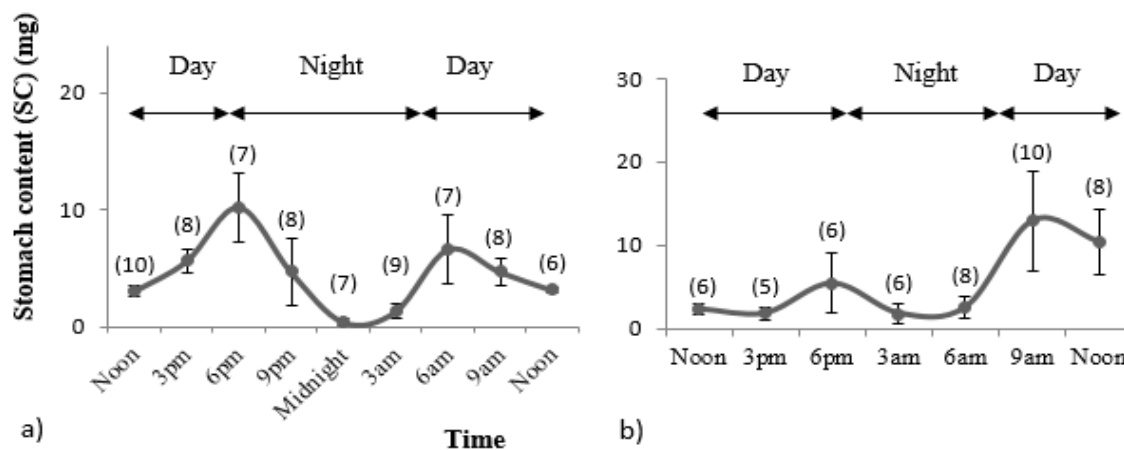 Stomach content (SC) (mg)
Day Night Day
20
10
0
(10) (8) (7) (8) (7) (9) (7) (8) (6)
Noon 3pm 6pm 9pm Midnight 3am 6am 9am Noon
a)
Time
Day Night Day
30
20
10
0
(6) (5) (6) (6) (8) (10) (8)
Noon 3pm 6pm 3am 6am 9am Noon
b)